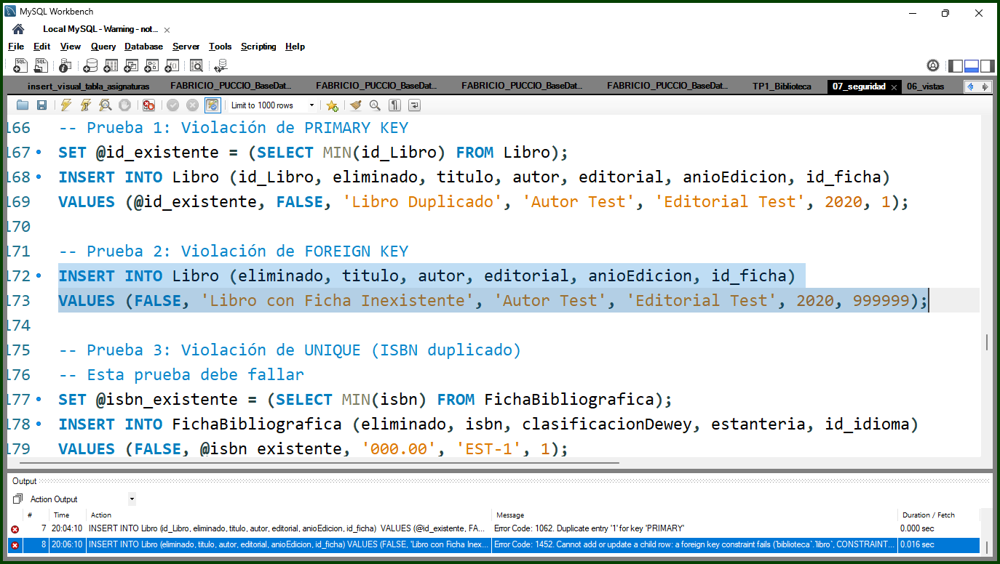 MySQL Workbench
Local MySQL - Warning - not...
File Edit View Query Database Server Tools Scripting Help
insert_visual_tabla_asignaturas FABRICIO_PUCCIO_BaseDat... FABRICIO_PUCCIO_BaseDat... FABRICIO_PUCCIO_BaseDat... FABRICIO_PUCCIO_BaseDat... TP1_Biblioteca 07_seguridad 06_vistas
Limit to 1000 rows
166 -- Prueba 1: Violación de PRIMARY KEY
167 SET @id_existente = (SELECT MIN(id_Libro) FROM Libro);
168 INSERT INTO Libro (id_Libro, eliminado, titulo, autor, editorial, anioEdicion, id_ficha)
169 VALUES (@id_existente, FALSE, 'Libro Duplicado', 'Autor Test', 'Editorial Test', 2020, 1);
170
171 -- Prueba 2: Violación de FOREIGN KEY
172 INSERT INTO Libro (eliminado, titulo, autor, editorial, anioEdicion, id_ficha)
173 VALUES (FALSE, 'Libro con Ficha Inexistente', 'Autor Test', 'Editorial Test', 2020, 999999);
174
175 -- Prueba 3: Violación de UNIQUE (ISBN duplicado)
176 -- Esta prueba debe fallar
177 SET @isbn_existente = (SELECT MIN(isbn) FROM FichaBibliografica);
178 INSERT INTO FichaBibliografica (eliminado, isbn, clasificacionDewey, estanteria, id_idioma)
179 VALUES (FALSE, @isbn_existente, '000.00', 'EST-1', 1);
Output
Action Output
# Time Action Message Duration / Fetch
7 20:04:10 INSERT INTO Libro (id_Libro, eliminado, titulo, autor, editorial, anioEdicion, id_ficha) VALUES (@id_existente, FA... Error Code: 1062. Duplicate entry '1' for key 'PRIMARY' 0.000 sec
8 20:06:10 INSERT INTO Libro (eliminado, titulo, autor, editorial, anioEdicion, id_ficha) VALUES (FALSE, 'Libro con Ficha Inex... Error Code: 1452. Cannot add or update a child row: a foreign key constraint fails (`biblioteca`.`libro`, CONSTRAINT... 0.016 sec